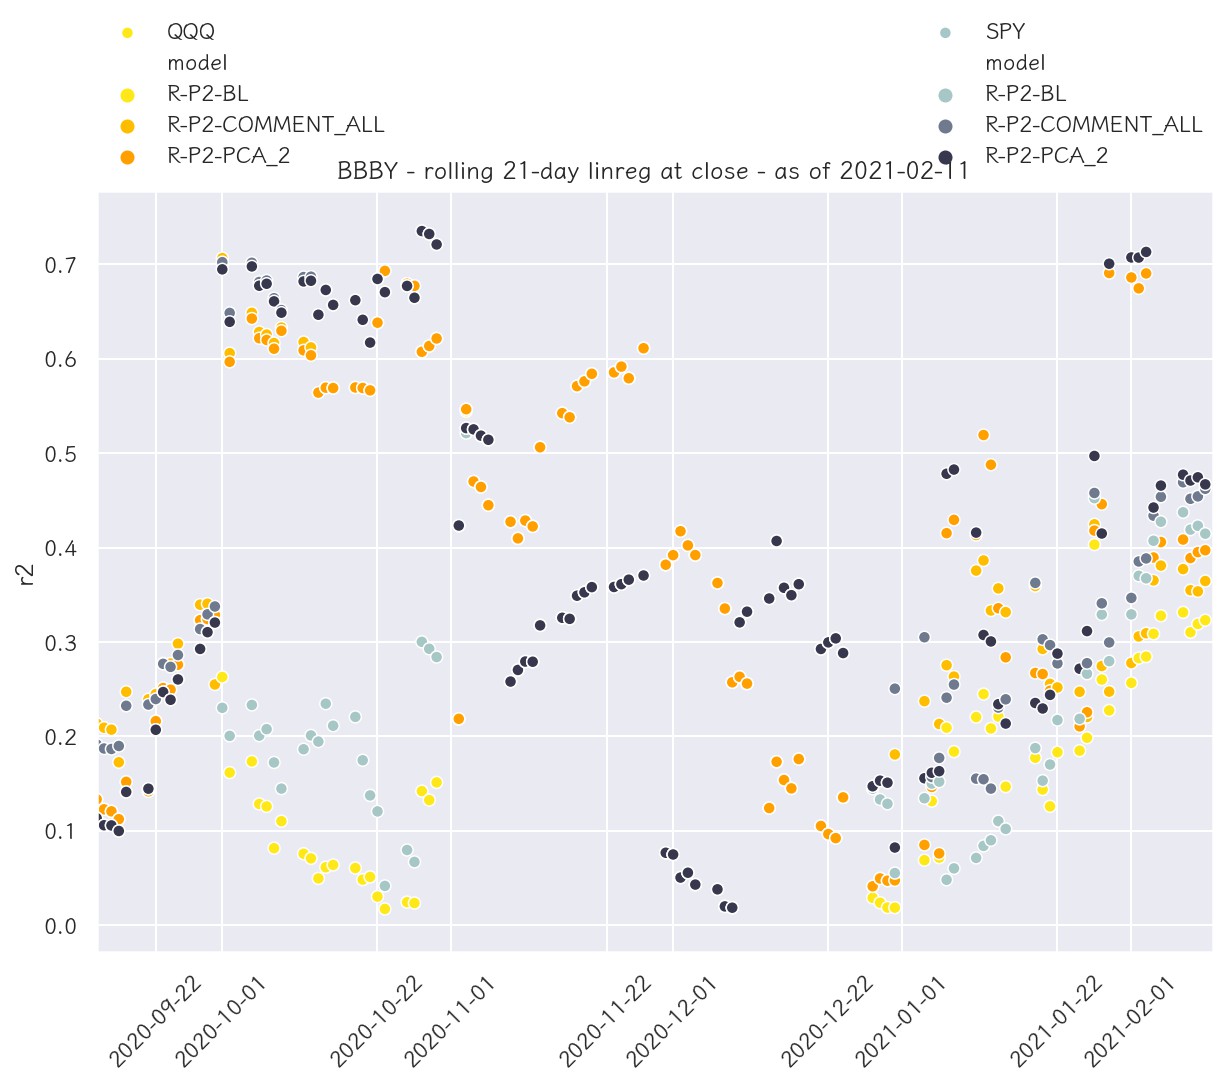 QQQ
model
R-P2-BL
R-P2-COMMENT_ALL
R-P2-PCA_2
SPY
model
R-P2-BL
R-P2-COMMENT_ALL
R-P2-PCA_2
BBBY - rolling 21-day linreg at close - as of 2021-02-11
r2
0.7
0.6
0.5
0.4
0.3
0.2
0.1
0.0
2020-09-22
2020-10-01
2020-10-22
2020-11-01
2020-11-22
2020-12-01
2020-12-22
2021-01-01
2021-01-22
2021-02-01